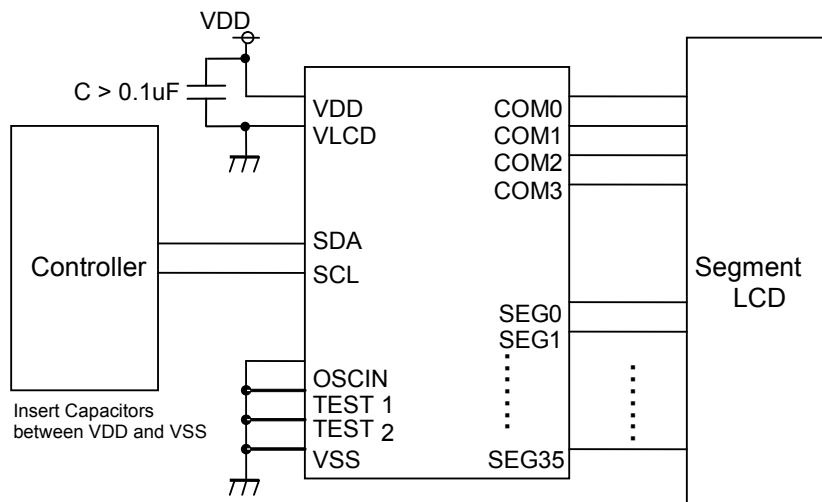 VDD
C > 0.1uF
VDD
VLCD
COM0
COM1
COM2
COM3
Controller
SDA
SCL
Segment
LCD
SEG0
SEG1
OSCIN
TEST 1
TEST 2
VSS
SEG35
Insert Capacitors
between VDD and VSS